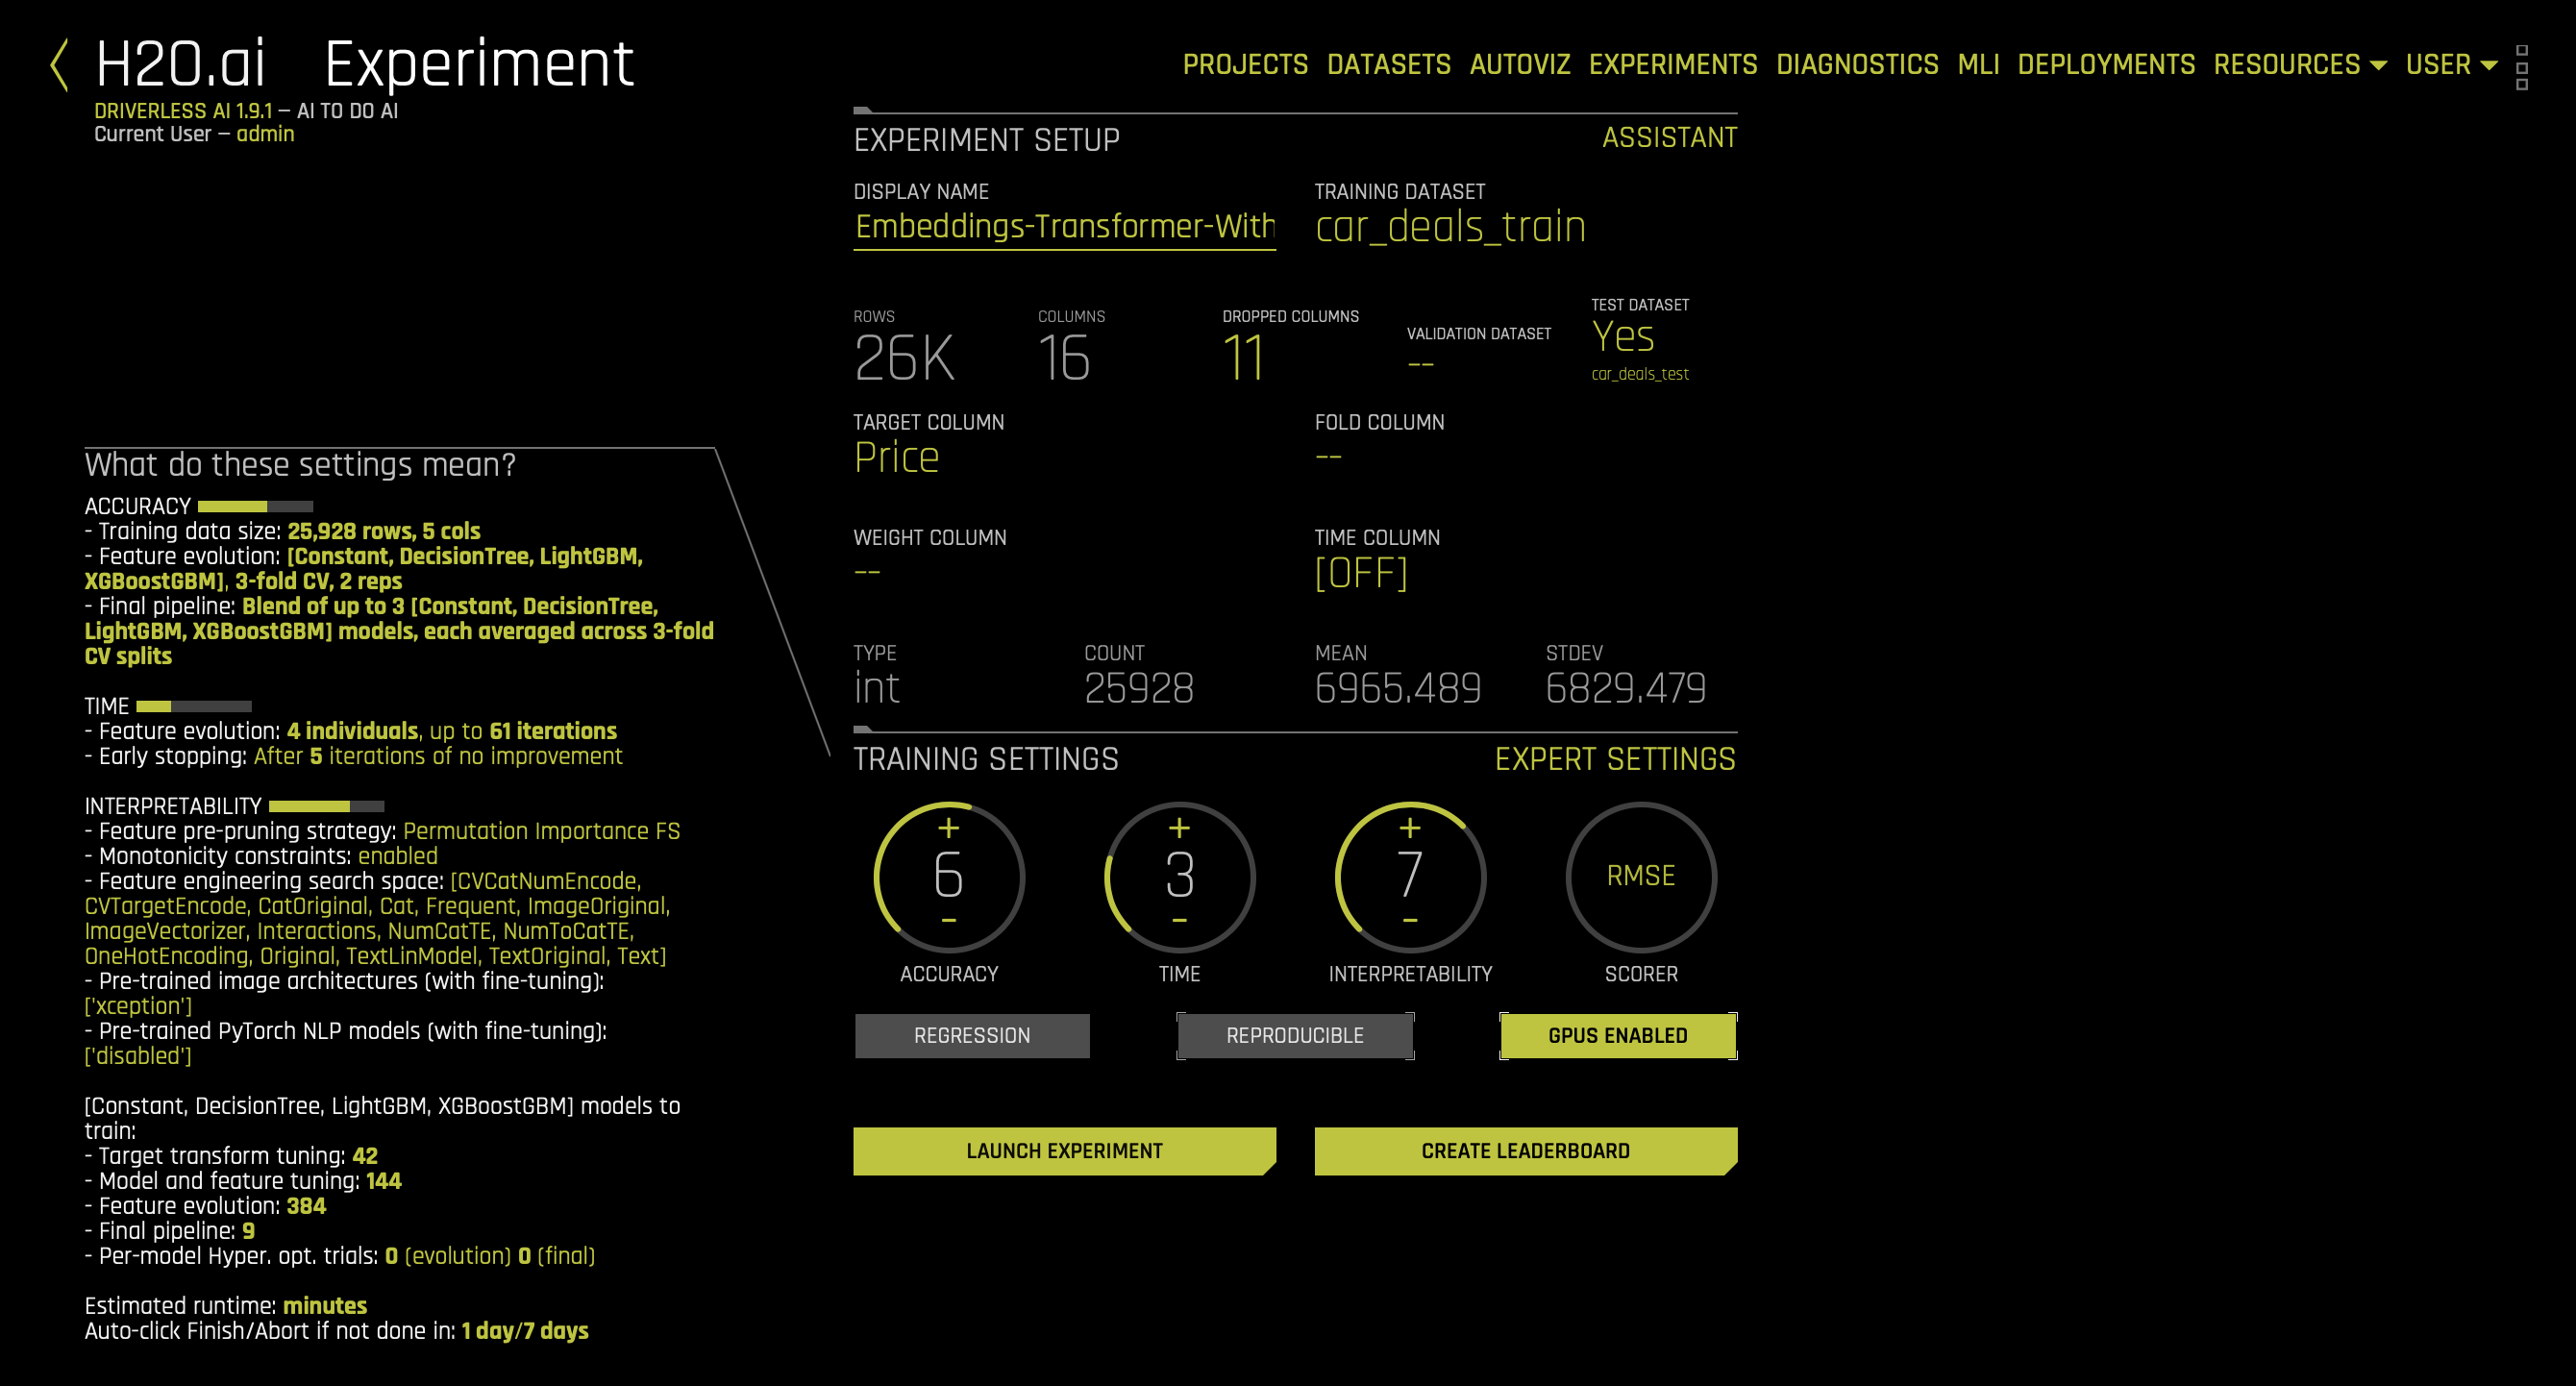 H2O.ai Experiment
DRIVERLESS AI 1.9.1 – AI TO DO AI
Current User – admin
PROJECTS DATASETS AUTOVIZ EXPERIMENTS DIAGNOSTICS MLI DEPLOYMENTS RESOURCES USER
What do these settings mean?
ACCURACY
- Training data size: 25,928 rows, 5 cols
- Feature evolution: [Constant, DecisionTree, LightGBM,
XGBoostGBM], 3-fold CV, 2 reps
- Final pipeline: Blend of up to 3 [Constant, DecisionTree,
LightGBM, XGBoostGBM] models, each averaged across 3-fold
CV splits
TIME
- Feature evolution: 4 individuals, up to 61 iterations
- Early stopping: After 5 iterations of no improvement
INTERPRETABILITY
- Feature pre-pruning strategy: Permutation Importance FS
- Monotonicity constraints: enabled
- Feature engineering search space: [CVCatNumEncode,
CVTargetEncode, CatOriginal, Cat, Frequent, ImageOriginal,
ImageVectorizer, Interactions, NumCatTE, NumToCatTE,
OneHotEncoding, Original, TextLinModel, TextOriginal, Text]
- Pre-trained image architectures (with fine-tuning):
['xception']
- Pre-trained PyTorch NLP models (with fine-tuning):
['disabled']
[Constant, DecisionTree, LightGBM, XGBoostGBM] models to
train:
- Target transform tuning: 42
- Model and feature tuning: 144
- Feature evolution: 384
- Final pipeline: 9
- Per-model Hyper. opt. trials: 0 (evolution) 0 (final)
Estimated runtime: minutes
Auto-click Finish/Abort if not done in: 1 day/7 days
EXPERIMENT SETUP ASSISTANT
DISPLAY NAME TRAINING DATASET
Embeddings-Transformer-With car_deals_train
ROWS COLUMNS DROPPED COLUMNS VALIDATION DATASET TEST DATASET
26K 16 11 -- Yes
car_deals_test
TARGET COLUMN FOLD COLUMN
Price --
WEIGHT COLUMN TIME COLUMN
-- [OFF]
TYPE COUNT MEAN STDEV
int 25928 6965.489 6829.479
TRAINING SETTINGS EXPERT SETTINGS
+ + +
6 3 7 RMSE
- - -
ACCURACY TIME INTERPRETABILITY SCORER
REGRESSION REPRODUCIBLE GPUS ENABLED
LAUNCH EXPERIMENT CREATE LEADERBOARD